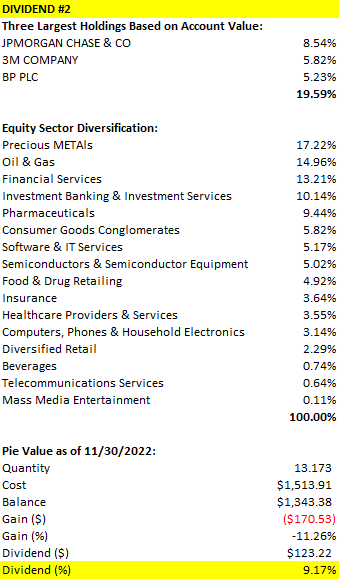 DIVIDEND #2
Three Largest Holdings Based on Account Value:
JPMORGAN CHASE & CO 8.54%
3M COMPANY 5.82%
BP PLC 5.23%
19.59%
Equity Sector Diversification:
Precious METAls 17.22%
Oil & Gas 14.96%
Financial Services 13.21%
Investment Banking & Investment Services 10.14%
Pharmaceuticals 9.44%
Consumer Goods Conglomerates 5.82%
Software & IT Services 5.17%
Semiconductors & Semiconductor Equipment 5.02%
Food & Drug Retailing 4.92%
Insurance 3.64%
Healthcare Providers & Services 3.55%
Computers, Phones & Household Electronics 3.14%
Diversified Retail 2.29%
Beverages 0.74%
Telecommunications Services 0.64%
Mass Media Entertainment 0.11%
100.00%
Pie Value as of 11/30/2022:
Quantity 13.173
Cost $1,513.91
Balance $1,343.38
Gain ($) ($170.53)
Gain (%) -11.26%
Dividend ($) $123.22
Dividend (%) 9.17%